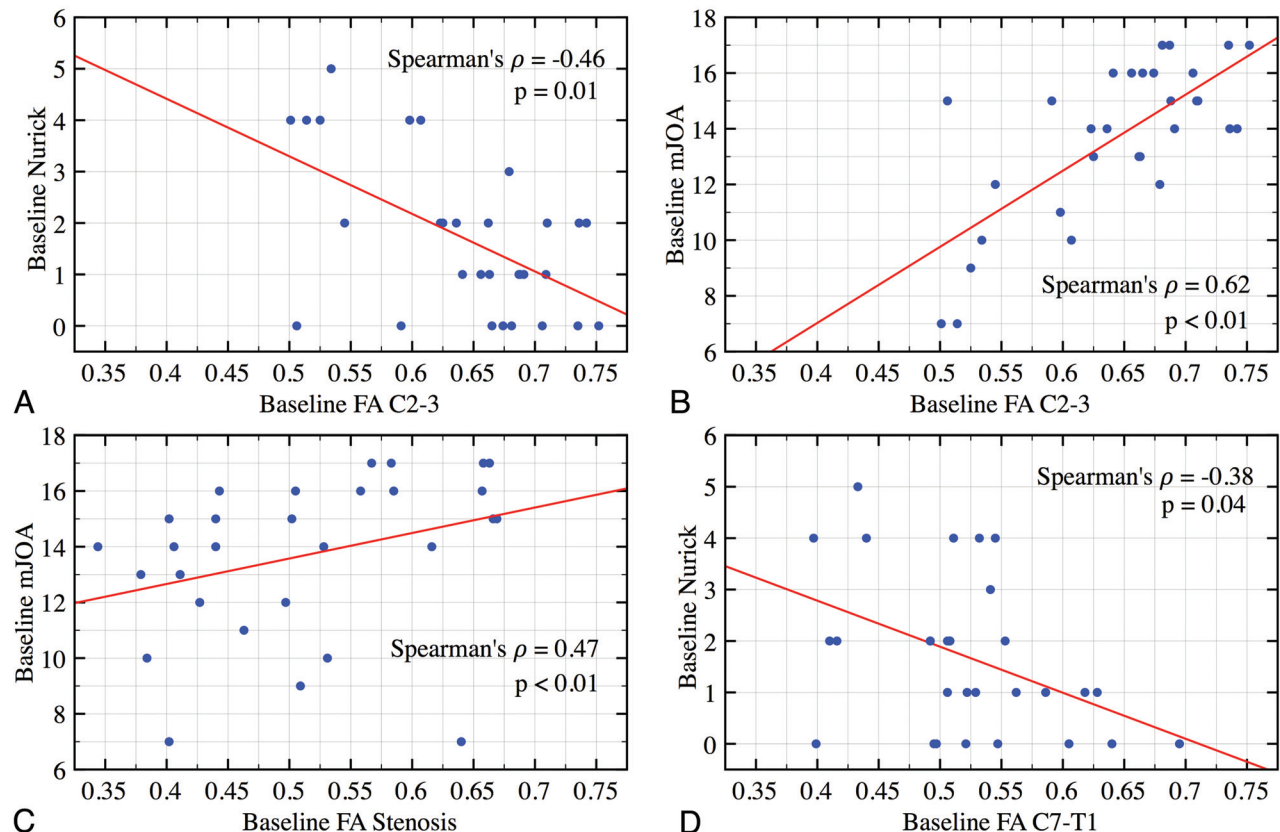 6
5
4
3
2
1
0
Baseline Nurick
Spearman's ρ = -0.46
p = 0.01
0.35 0.4 0.45 0.5 0.55 0.6 0.65 0.7 0.75
Baseline FA C2-3
A
18
16
14
12
10
8
6
Baseline mJOA
Spearman's ρ = 0.62
p < 0.01
0.35 0.4 0.45 0.5 0.55 0.6 0.65 0.7 0.75
Baseline FA C2-3
B
18
16
14
12
10
8
6
Baseline mJOA
Spearman's ρ = 0.47
p < 0.01
0.35 0.4 0.45 0.5 0.55 0.6 0.65 0.7 0.75
Baseline FA Stenosis
C
6
5
4
3
2
1
0
Baseline Nurick
Spearman's ρ = -0.38
p = 0.04
0.35 0.4 0.45 0.5 0.55 0.6 0.65 0.7 0.75
Baseline FA C7-T1
D